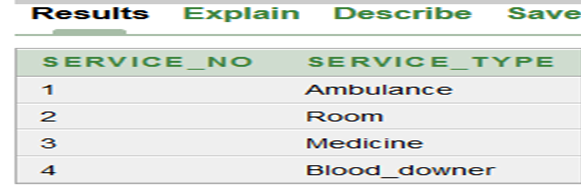 Results Explain Describe Save
SERVICE_NO SERVICE_TYPE
1 Ambulance
2 Room
3 Medicine
4 Blood_downer